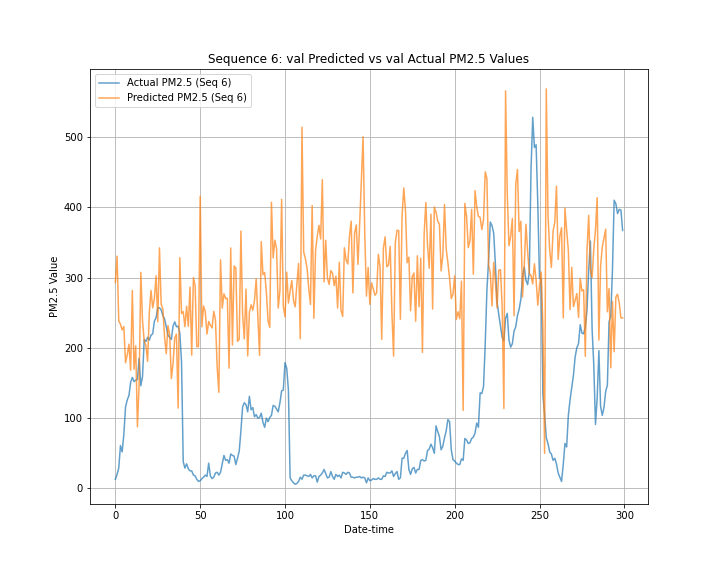 Sequence 6: val Predicted vs val Actual PM2.5 Values
Actual PM2.5 (Seq 6)
Predicted PM2.5 (Seq 6)
500
400
300
200
100
0
PM2.5 Value
0 50 100 150 200 250 300
Date-time